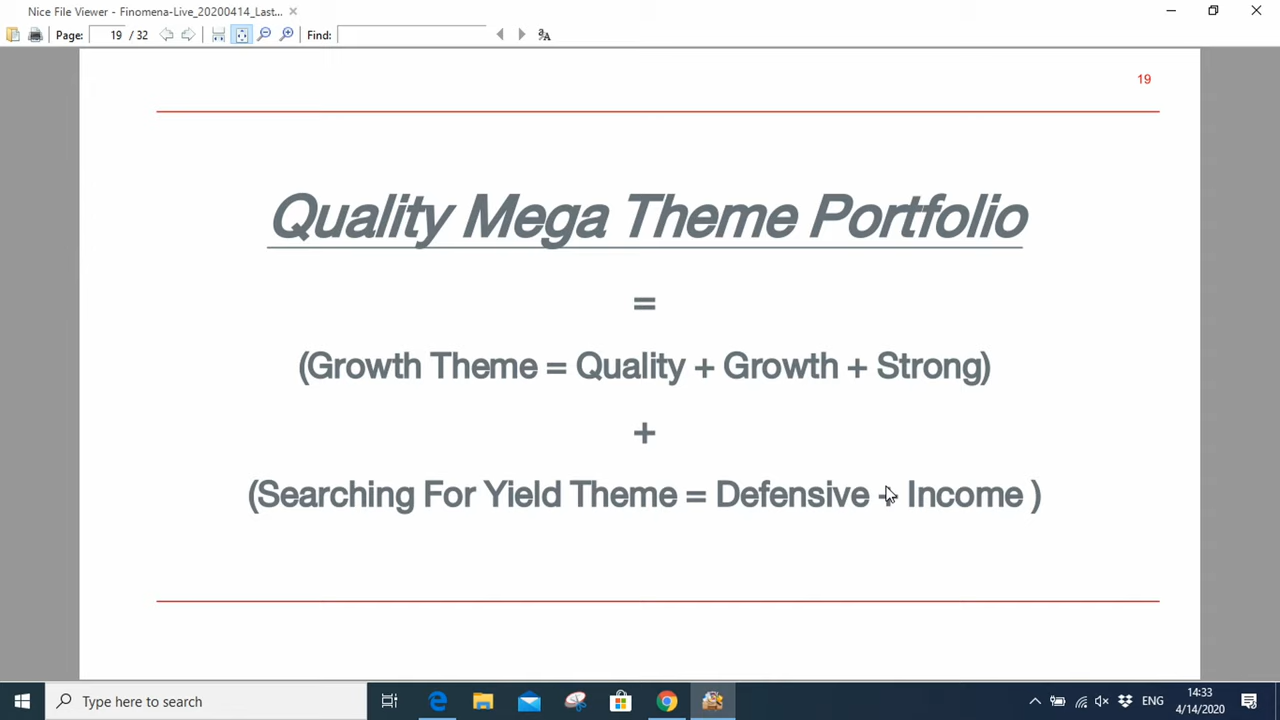 Nice File Viewer - Finomena-Live_20200414_Last...
Page: 19 / 32 Find:
19
Quality Mega Theme Portfolio
=
(Growth Theme = Quality + Growth + Strong)
+
(Searching For Yield Theme = Defensive + Income )
Type here to search
ENG
14:33
4/14/2020